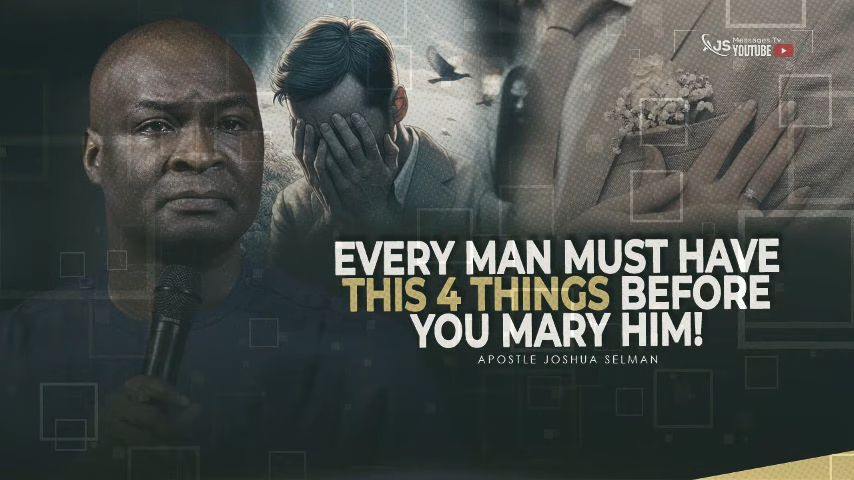 JS Messages Tv
YOUTUBE
EVERY MAN MUST HAVE
THIS 4 THINGS BEFORE
YOU MARY HIM!
APOSTLE JOSHUA SELMAN